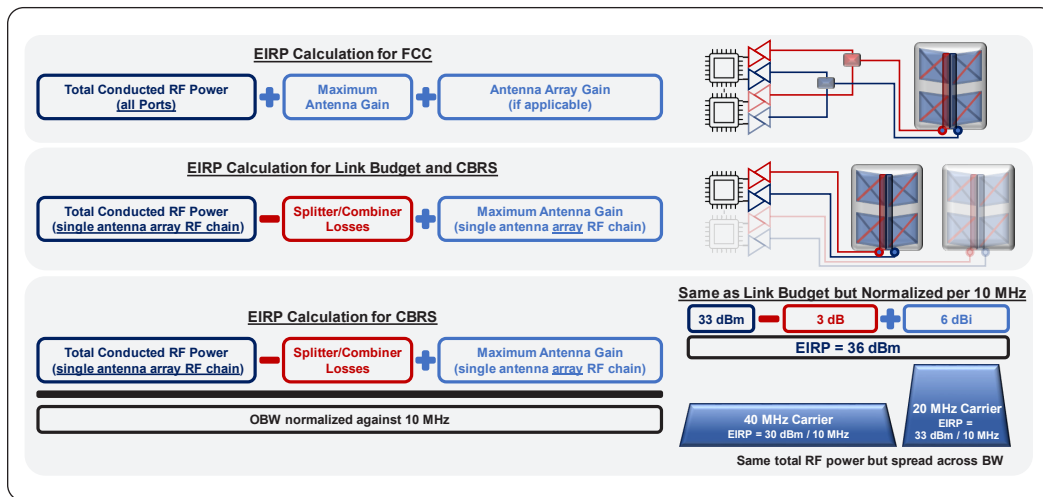 EIRP Calculation for FCC
Total Conducted RF Power
(all Ports)
Maximum
Antenna Gain
Antenna Array Gain
(if applicable)
EIRP Calculation for Link Budget and CBRS
Total Conducted RF Power
(single antenna array RF chain)
Splitter/Combiner
Losses
Maximum Antenna Gain
(single antenna array RF chain)
EIRP Calculation for CBRS
Total Conducted RF Power
(single antenna array RF chain)
Splitter/Combiner
Losses
Maximum Antenna Gain
(single antenna array RF chain)
OBW normalized against 10 MHz
Same as Link Budget but Normalized per 10 MHz
33 dBm
3 dB
6 dBi
EIRP = 36 dBm
40 MHz Carrier
EIRP = 30 dBm / 10 MHz
20 MHz Carrier
EIRP =
33 dBm / 10 MHz
Same total RF power but spread across BW